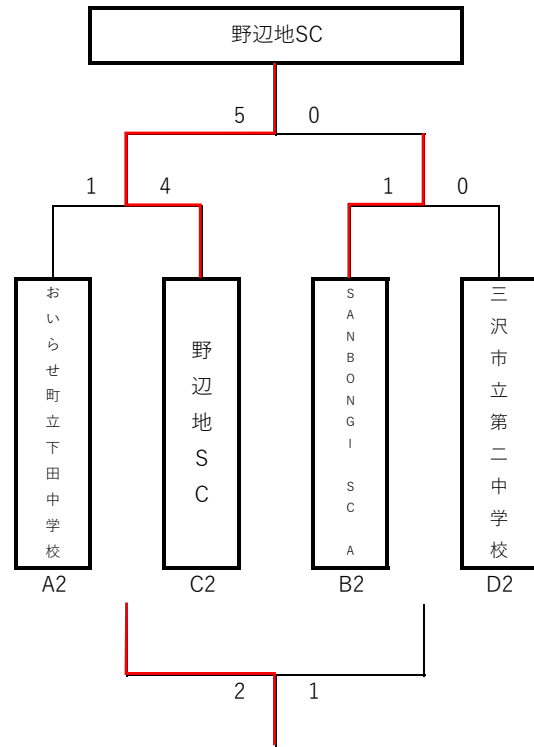 野辺地SC
5 0
1 4 1 0
おいらせ町立下田中学校
野辺地SC
SANBONGI SC A
三沢市立第二中学校
A2 C2 B2 D2
2 1